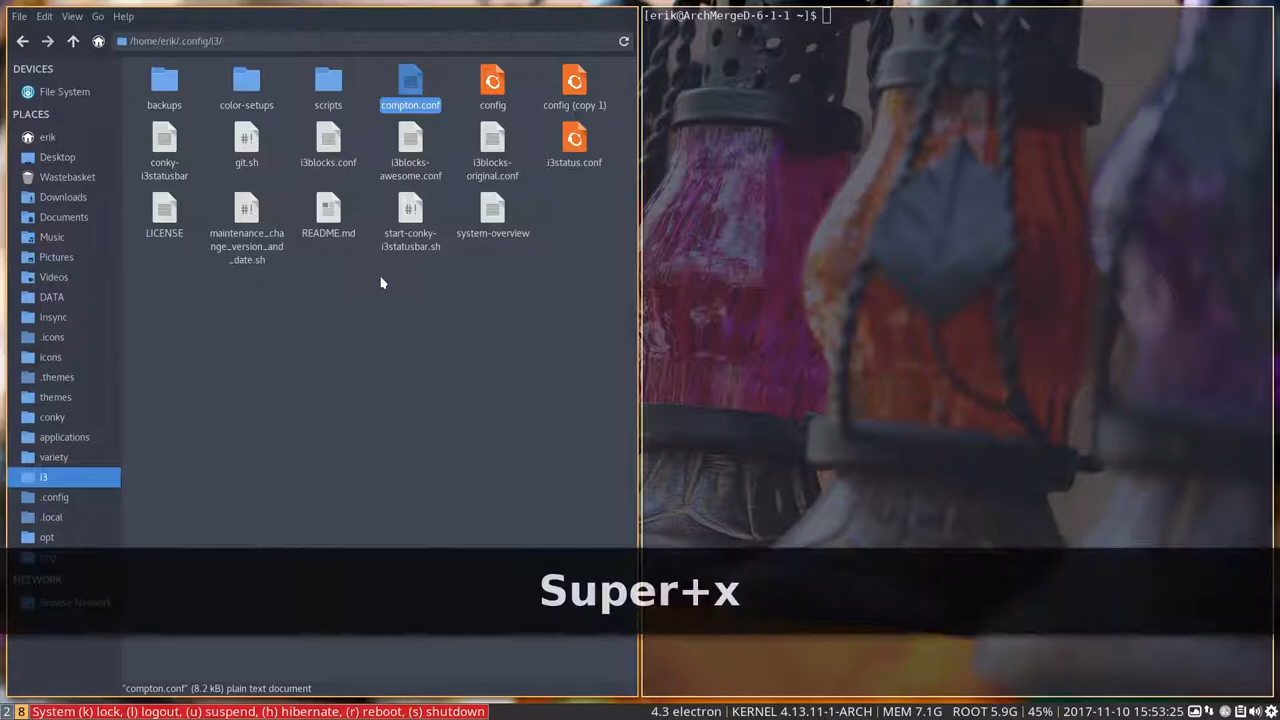 File Edit View Go Help
/home/erik/.config/i3/
DEVICES
File System
PLACES
erik
Desktop
Wastebasket
Downloads
Documents
Music
Pictures
Videos
DATA
Insync
.icons
icons
.themes
themes
conky
applications
variety
i3
.config
.local
opt
tmp
NETWORK
Browse Network
backups
color-setups
scripts
compton.conf
config
config (copy 1)
conky-
i3statusbar
git.sh
i3blocks.conf
i3blocks-
awesome.conf
i3blocks-
original.conf
i3status.conf
LICENSE
maintenance_cha
nge_version_and
_date.sh
README.md
start-conky-
i3statusbar.sh
system-overview
"compton.conf" (8.2 kB) plain text document
[erik@ArchMergeD-6-1-1 ~]$
Super+x
2 8 System (k) lock, (l) logout, (u) suspend, (h) hibernate, (r) reboot, (s) shutdown
4.3 electron | KERNEL 4.13.11-1-ARCH | MEM 7.1G | ROOT 5.9G | 45% | 2017-11-10 15:53:25